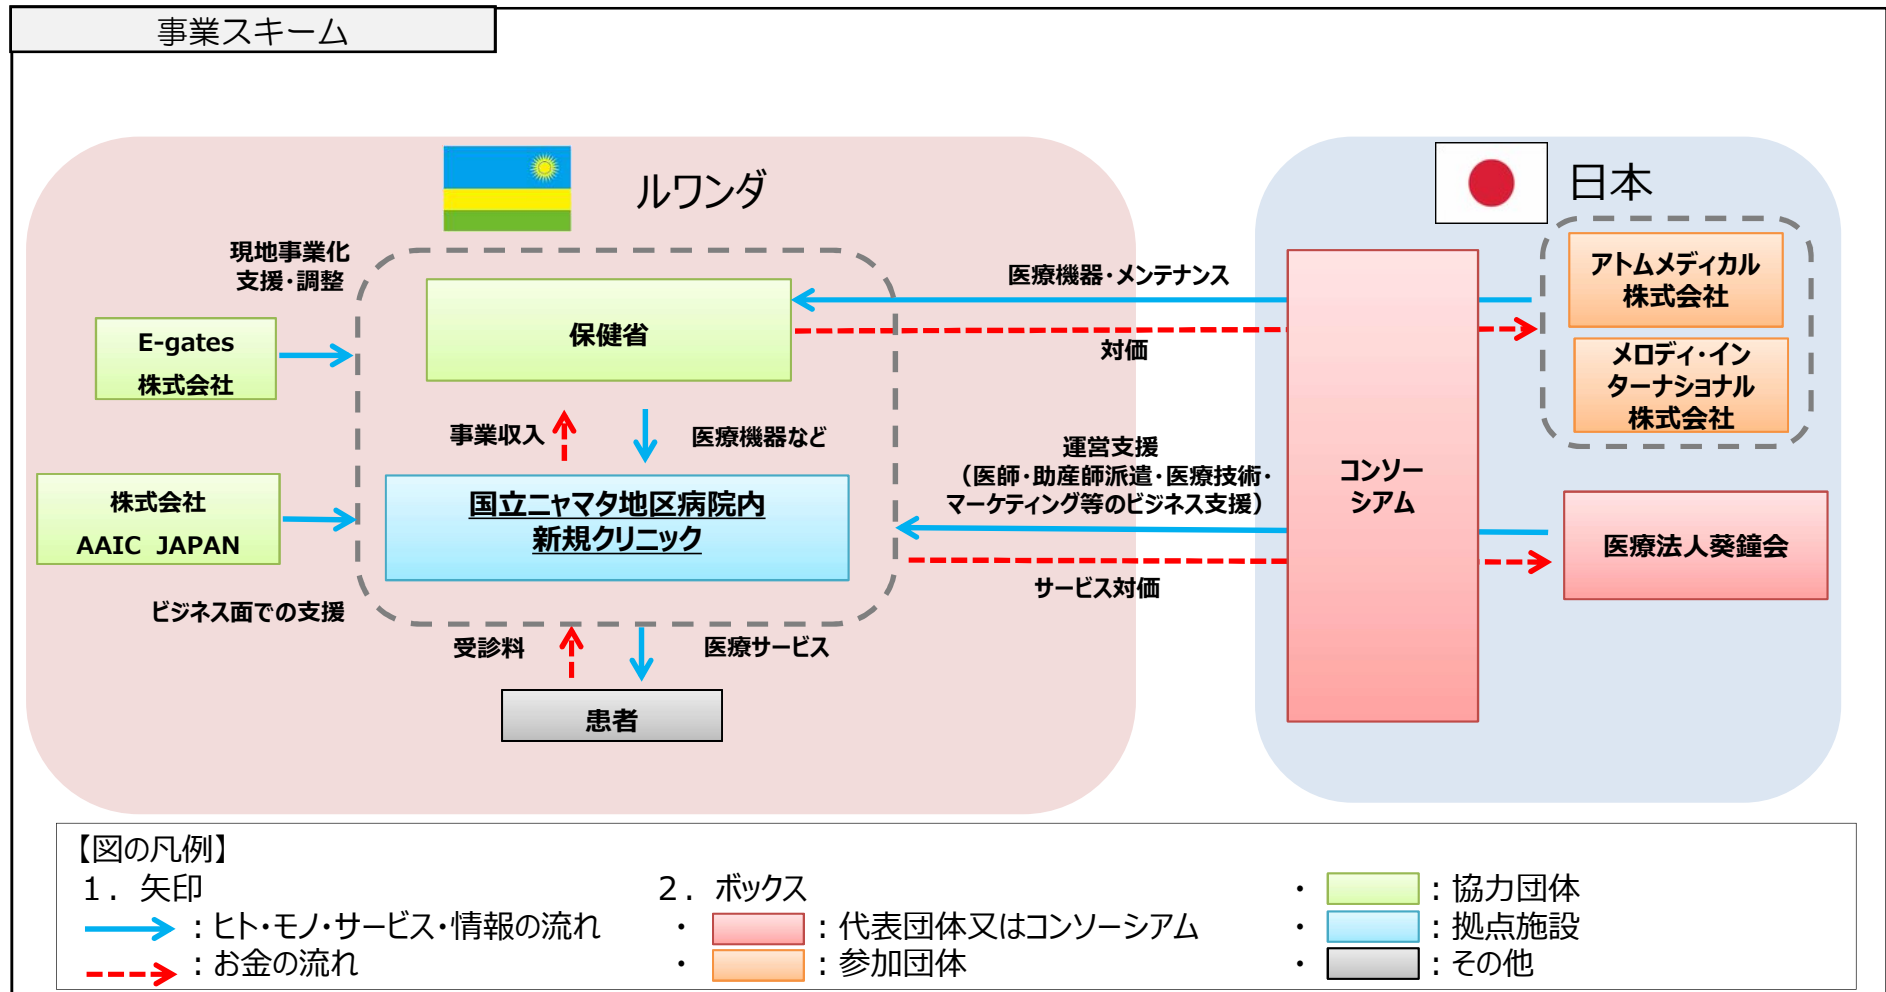 事業スキーム
ルワンダ
日本
現地事業化
支援・調整
E-gates
株式会社
株式会社
AAIC JAPAN
ビジネス面での支援
保健省
事業収入
医療機器など
国立ニャマタ地区病院内
新規クリニック
受診料
医療サービス
患者
医療機器・メンテナンス
対価
運営支援
（医師・助産師派遣・医療技術・
マーケティング等のビジネス支援）
サービス対価
コンソー
シアム
アトムメディカル
株式会社
メロディ・イン
ターナショナル
株式会社
医療法人葵鐘会
【図の凡例】
１．矢印
：ヒト・モノ・サービス・情報の流れ
：お金の流れ
２．ボックス
・：代表団体又はコンソーシアム
・：参加団体
・：協力団体
・：拠点施設
・：その他